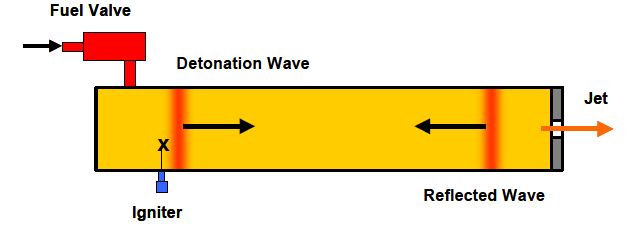 Fuel Valve
Detonation Wave
Jet
X
Reflected Wave
Igniter